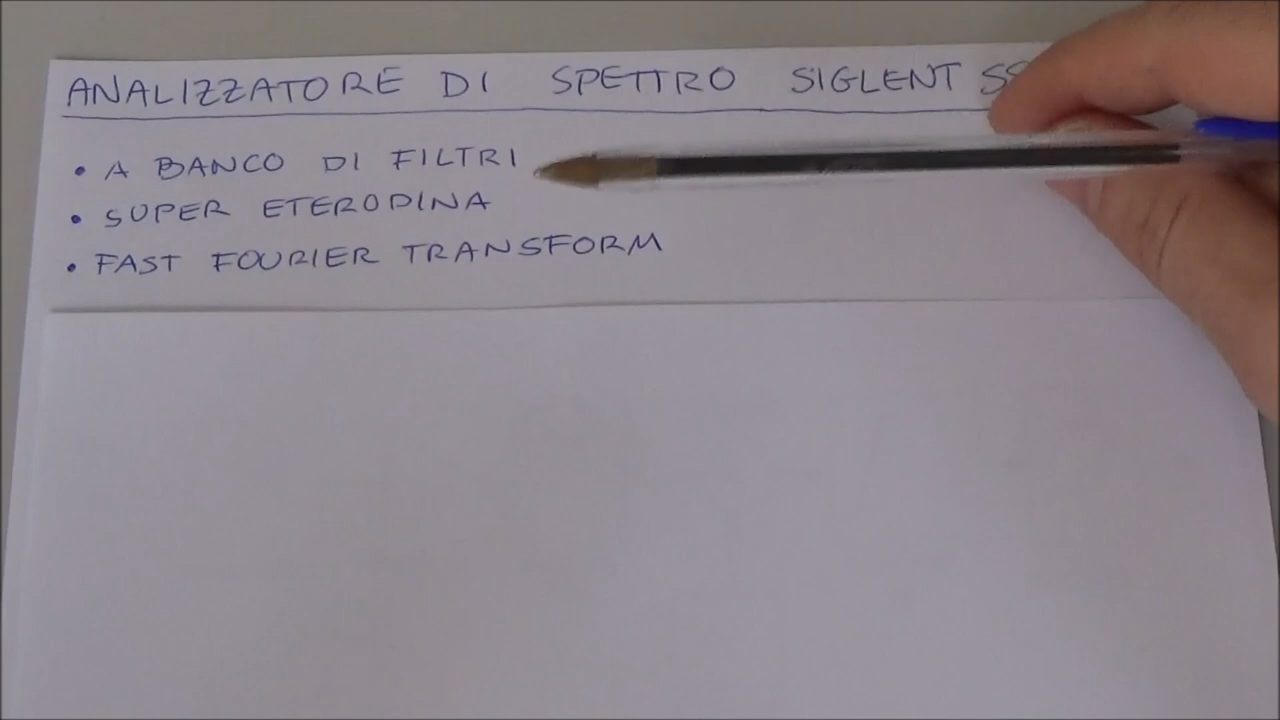 ANALIZZATORE DI SPETTRO SIGLENT
• A BANCO DI FILTRI
• SUPER ETERODINA
• FAST FOURIER TRANSFORM